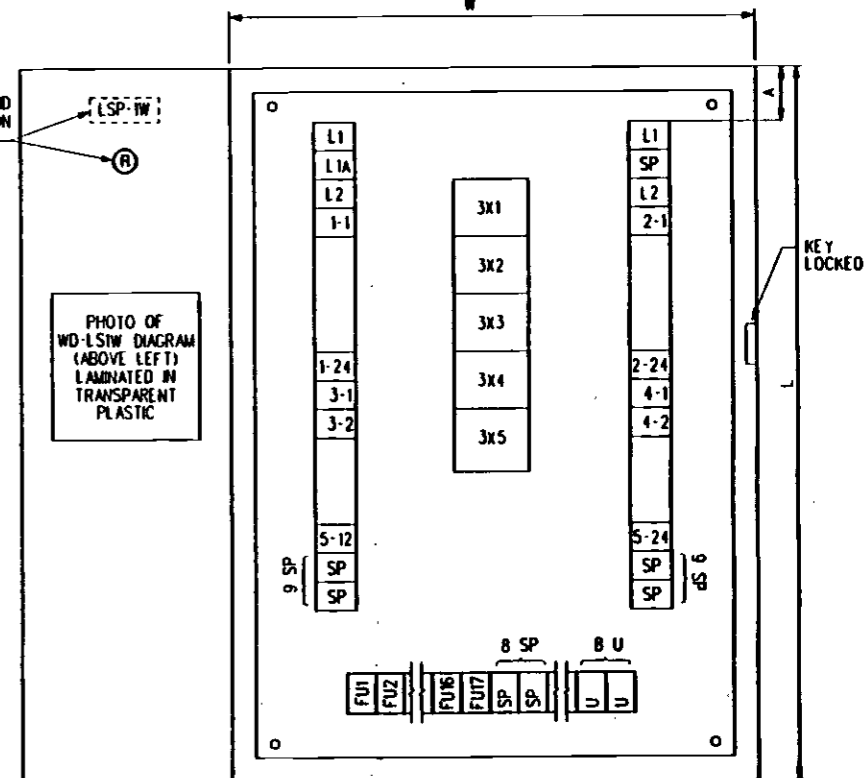 W
LSP-1W
R
A
L1
L1A
L2
1-1
1-24
3-1
3-2
5-12
SP
SP
3X1
3X2
3X3
3X4
3X5
L1
SP
L2
2-1
2-24
4-1
4-2
5-24
SP
SP
KEY
LOCKED
L
PHOTO OF
WD-LS1W DIAGRAM
(ABOVE LEFT)
LAMINATED IN
TRANSPARENT
PLASTIC
9 SP
9 SP
8 SP
8 U
FU1
FU2
FU16
FU17
SP
SP
U
U